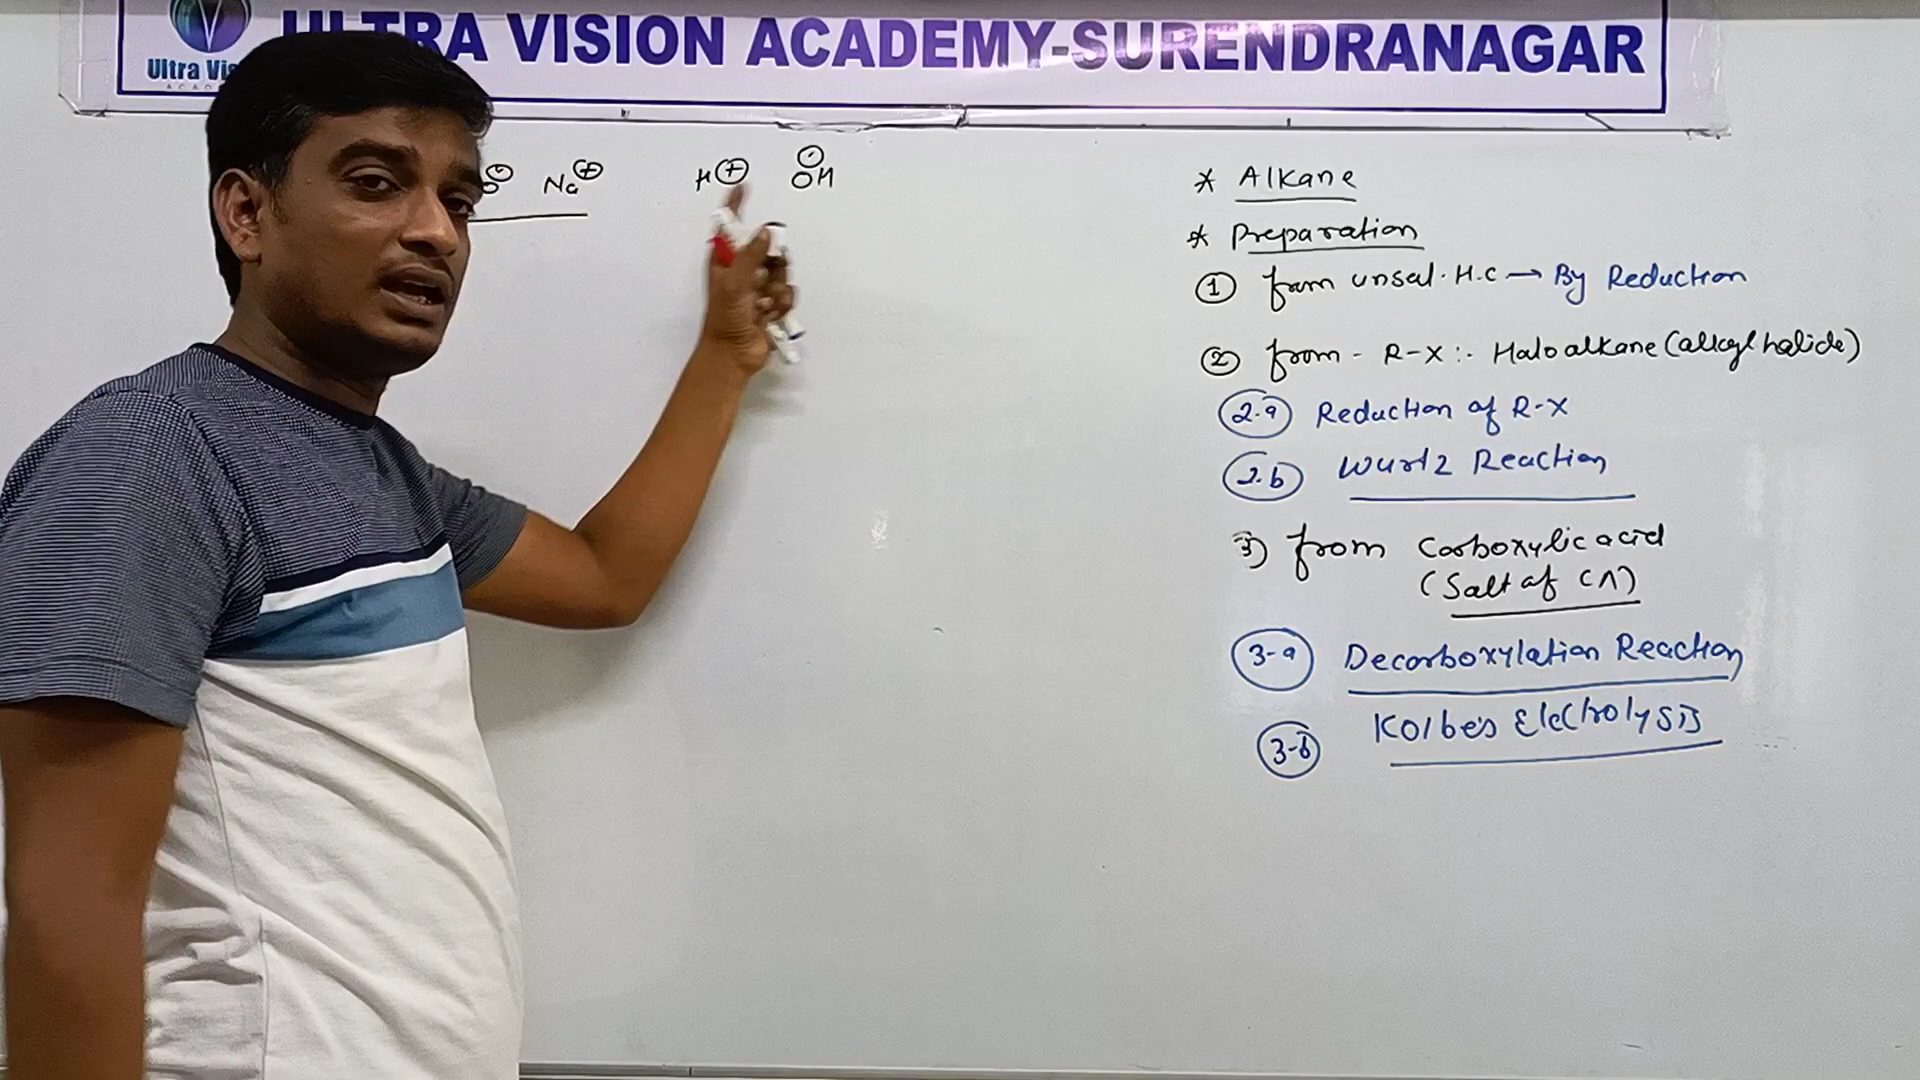 ULTRA VISION ACADEMY-SURENDRANAGAR
Ultra Vis
O⊖ Na⊕ H⊕ ⊖OH
* Alkane
* Preparation
① from unsat. H.C → By Reduction
② from - R-X :- Haloalkane (alkyl halide)
2.a Reduction of R-X
2.b Wurtz Reaction
3) from Carboxylic acid
(Salt of CA)
3-a Decarboxylation Reaction
3-b Kolbe's Electrolysis